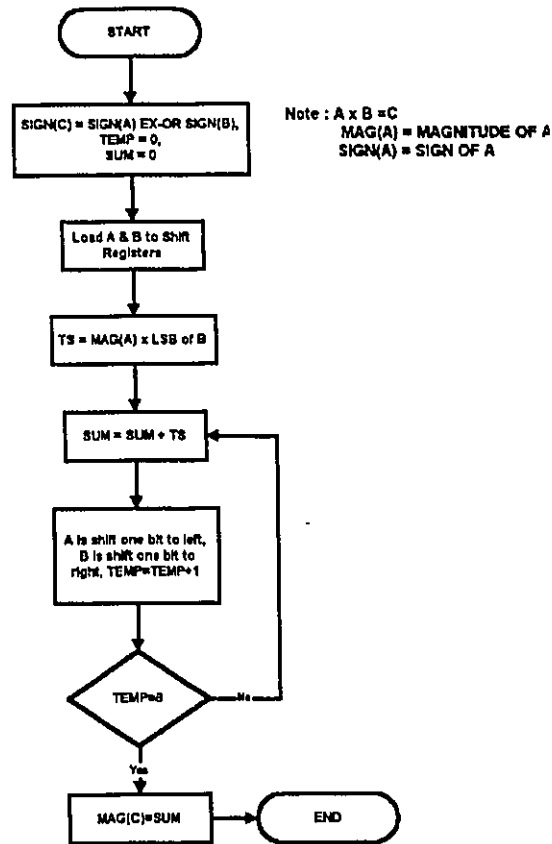 START
SIGN(C) = SIGN(A) EX-OR SIGN(B),
TEMP = 0,
SUM = 0
Note : A x B =C
MAG(A) = MAGNITUDE OF A
SIGN(A) = SIGN OF A
Load A & B to Shift
Registers
TS = MAG(A) x LSB of B
SUM = SUM + TS
A is shift one bit to left,
B is shift one bit to
right, TEMP=TEMP+1
TEMP=8
No
Yes
MAG(C)=SUM
END